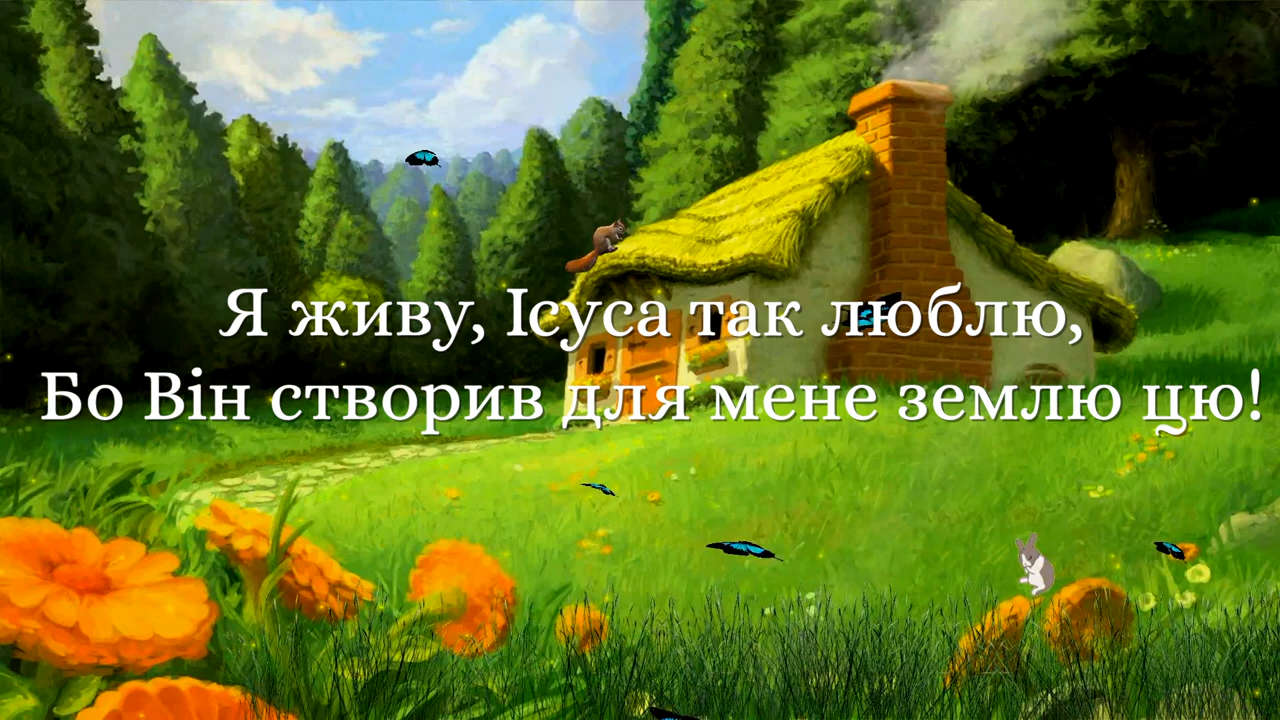 Я живу, Ісуса так люблю,
Бо Він створив для мене землю цю!